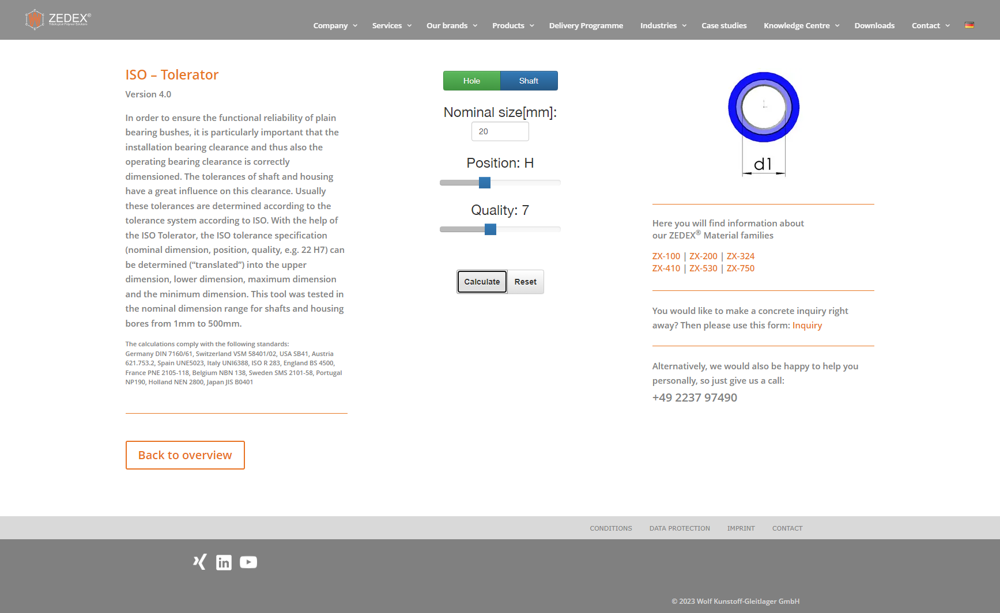 ZEDEX®
Tribological Polymer Solutions
Company
Services
Our brands
Products
Delivery Programme
Industries
Case studies
Knowledge Centre
Downloads
Contact
ISO – Tolerator
Version 4.0
In order to ensure the functional reliability of plain
bearing bushes, it is particularly important that the
installation bearing clearance and thus also the
operating bearing clearance is correctly
dimensioned. The tolerances of shaft and housing
have a great influence on this clearance. Usually
these tolerances are determined according to the
tolerance system according to ISO. With the help of
the ISO Tolerator, the ISO tolerance specification
(nominal dimension, position, quality, e.g. 22 H7) can
be determined (“translated”) into the upper
dimension, lower dimension, maximum dimension
and the minimum dimension. This tool was tested in
the nominal dimension range for shafts and housing
bores from 1mm to 500mm.
The calculations comply with the following standards:
Germany DIN 7160/61, Switzerland VSM 58401/02, USA SB41, Austria
621.753.2, Spain UNE5023, Italy UNI6388, ISO R 283, England BS 4500,
France PNE 2105-118, Belgium NBN 138, Sweden SMS 2101-58, Portugal
NP190, Holland NEN 2800, Japan JIS B0401
Back to overview
Hole
Shaft
Nominal size[mm]:
20
Position: H
Quality: 7
Calculate
Reset
d1
Here you will find information about
our ZEDEX® Material families
ZX-100 | ZX-200 | ZX-324
ZX-410 | ZX-530 | ZX-750
You would like to make a concrete inquiry right
away? Then please use this form: Inquiry
Alternatively, we would also be happy to help you
personally, so just give us a call:
+49 2237 97490
CONDITIONS
DATA PROTECTION
IMPRINT
CONTACT
in
© 2023 Wolf Kunstoff-Gleitlager GmbH